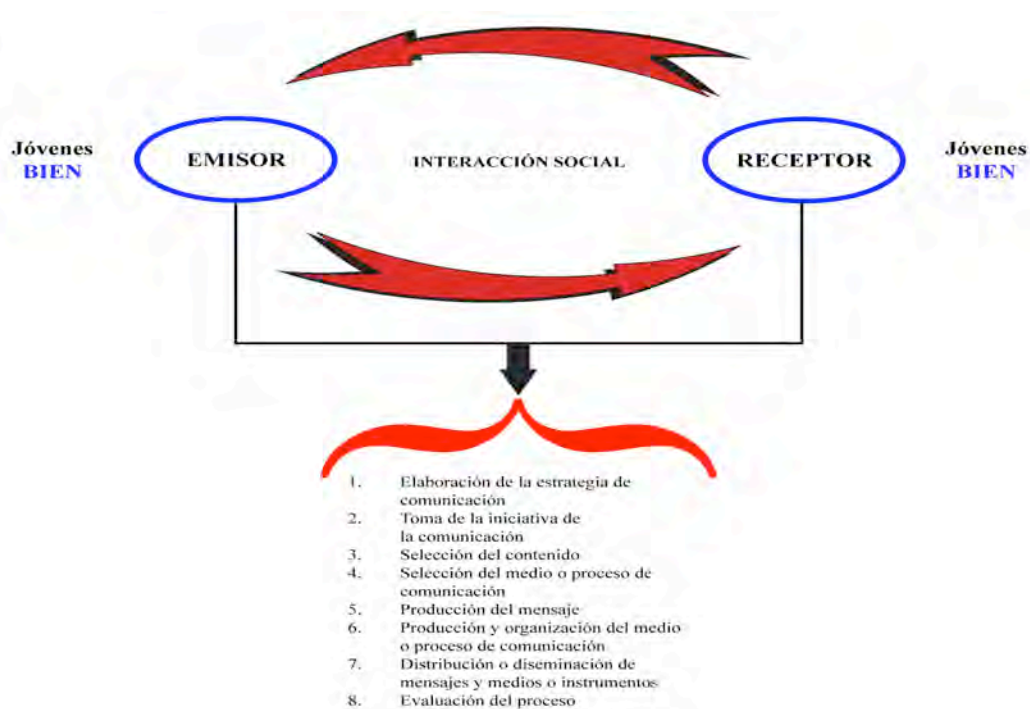 Jóvenes
BIEN
EMISOR
INTERACCIÓN SOCIAL
RECEPTOR
Jóvenes
BIEN
1. Elaboración de la estrategia de
comunicación
2. Toma de la iniciativa de
la comunicación
3. Selección del contenido
4. Selección del medio o proceso de
comunicación
5. Producción del mensaje
6. Producción y organización del medio
o proceso de comunicación
7. Distribución o diseminación de
mensajes y medios o instrumentos
8. Evaluación del proceso